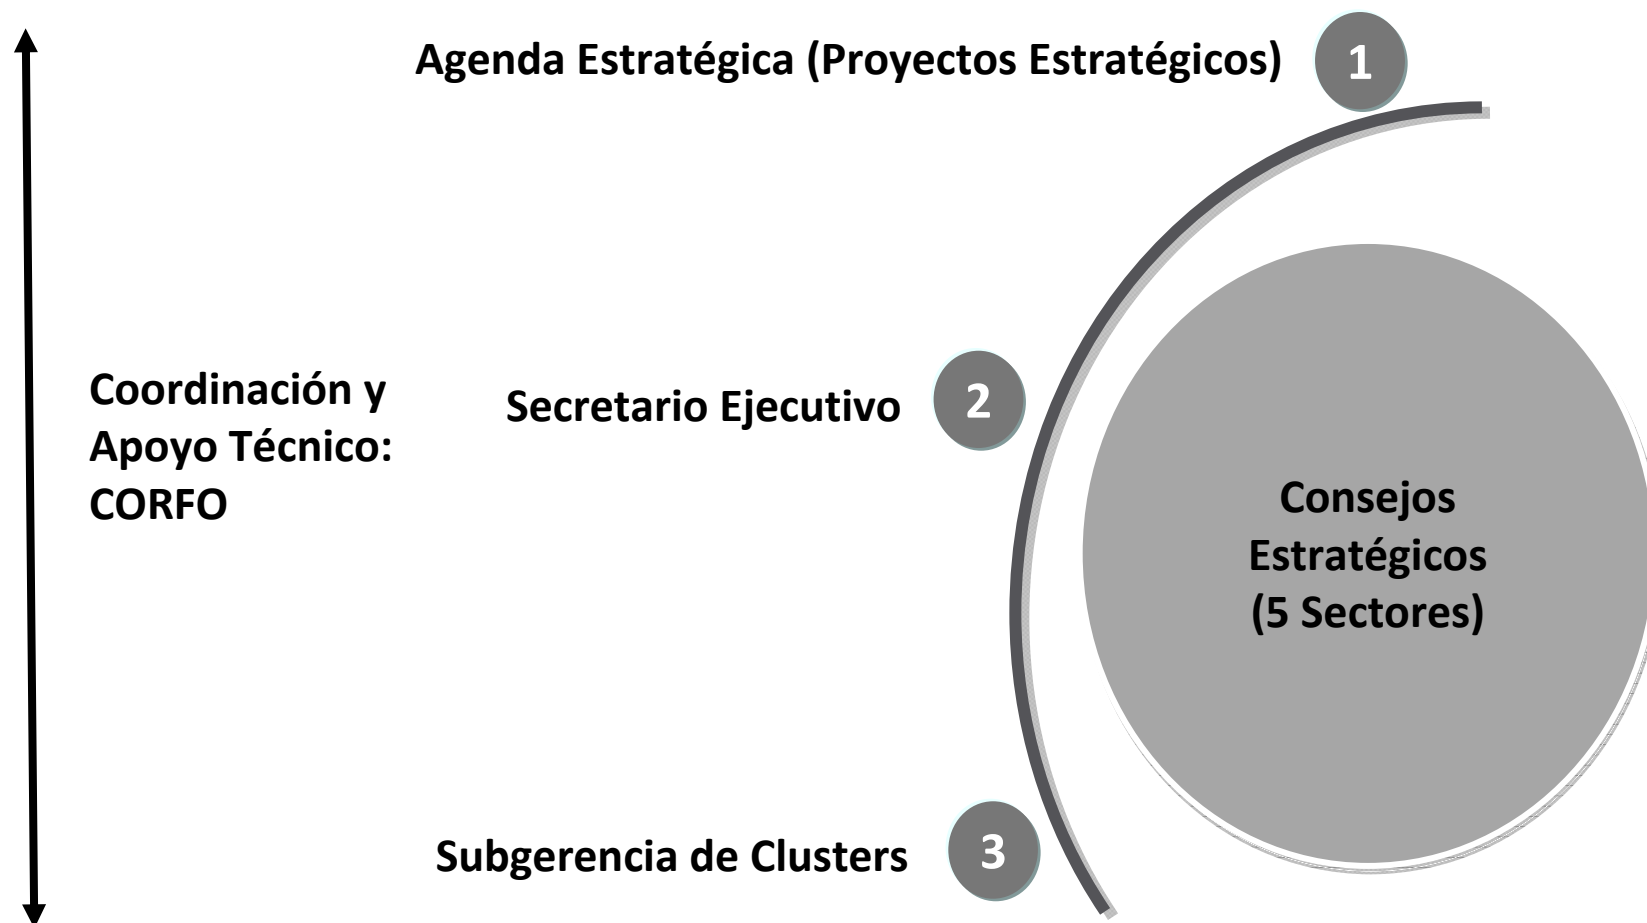 Agenda Estratégica (Proyectos Estratégicos)
1
Coordinación y
Apoyo Técnico:
CORFO
Secretario Ejecutivo
2
Consejos
Estratégicos
(5 Sectores)
Subgerencia de Clusters
3